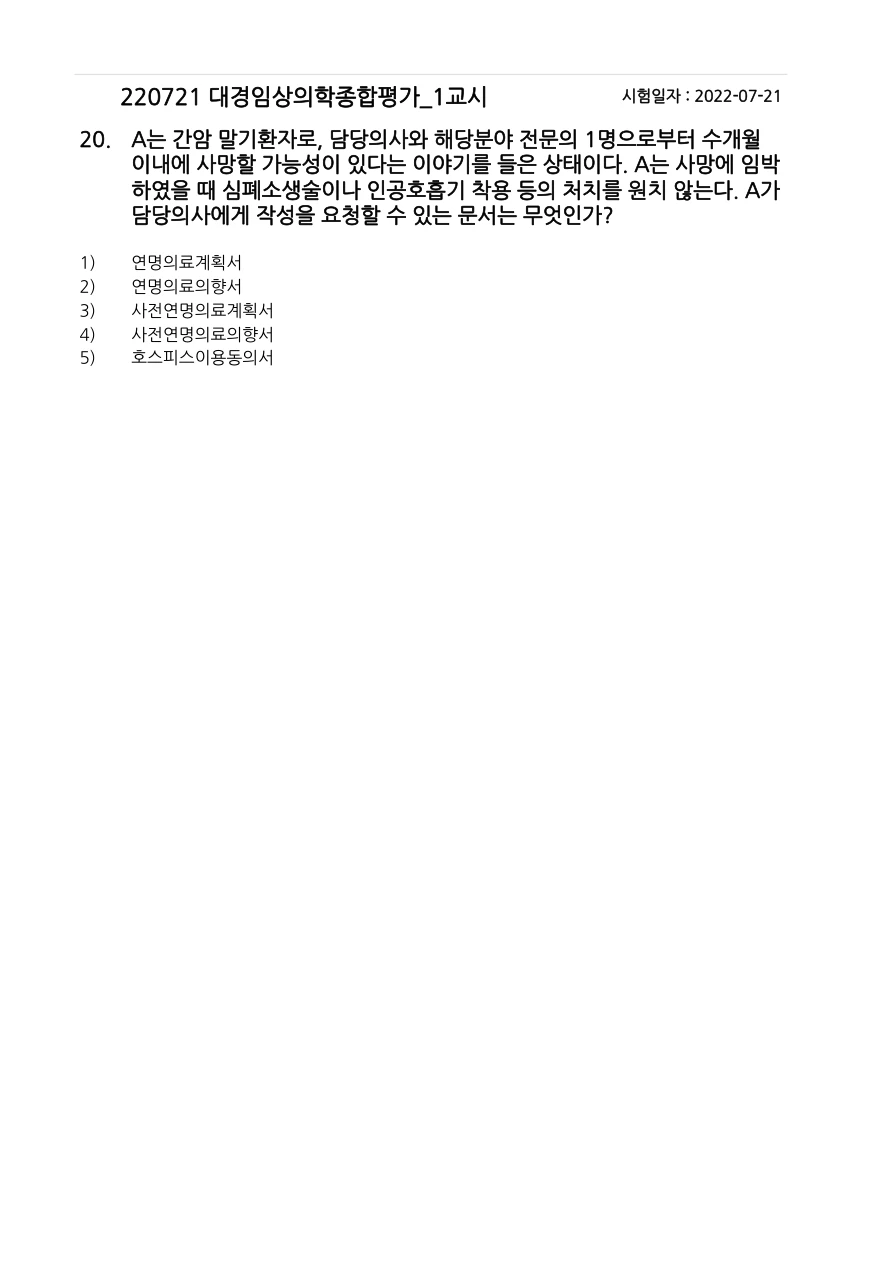 220721 대경임상의학종합평가_1교시 시험일자 : 2022-07-21
20. A는 간암 말기환자로, 담당의사와 해당분야 전문의 1명으로부터 수개월
이내에 사망할 가능성이 있다는 이야기를 들은 상태이다. A는 사망에 임박
하였을 때 심폐소생술이나 인공호흡기 착용 등의 처치를 원치 않는다. A가
담당의사에게 작성을 요청할 수 있는 문서는 무엇인가?
1) 연명의료계획서
2) 연명의료의향서
3) 사전연명의료계획서
4) 사전연명의료의향서
5) 호스피스이용동의서